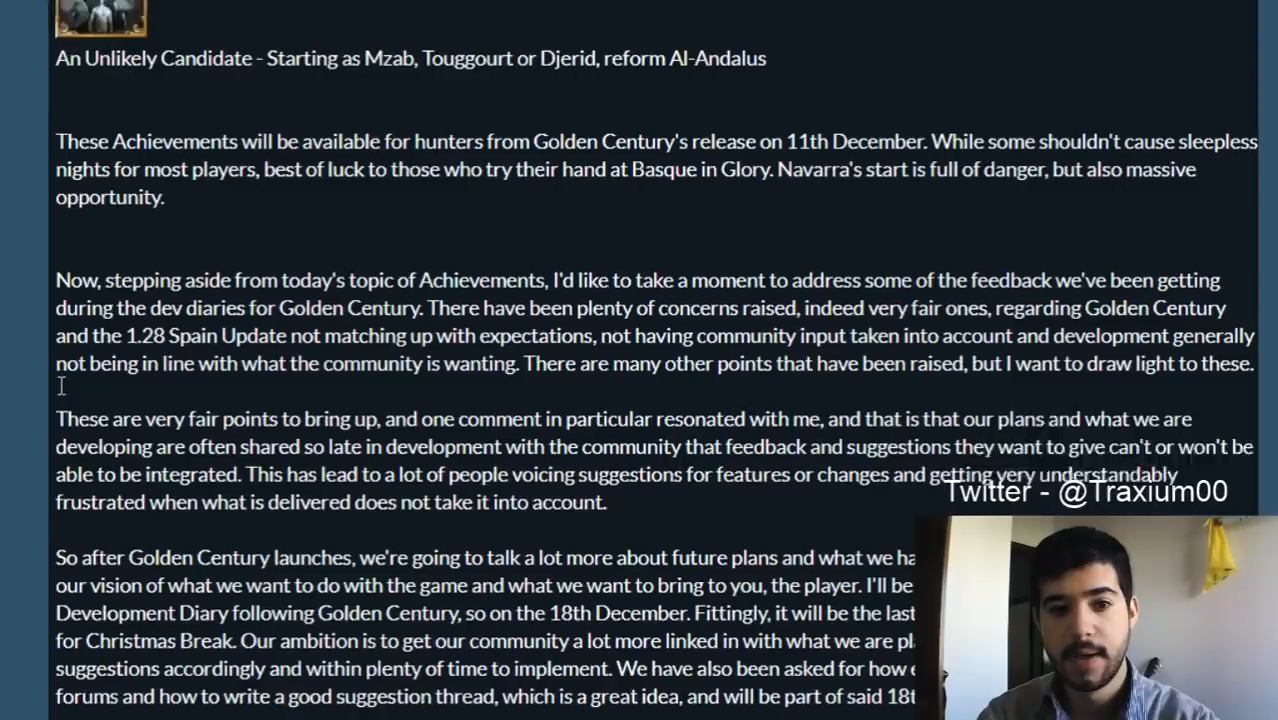 An Unlikely Candidate - Starting as Mzab, Touggourt or Djerid, reform Al-Andalus
These Achievements will be available for hunters from Golden Century's release on 11th December. While some shouldn't cause sleepless
nights for most players, best of luck to those who try their hand at Basque in Glory. Navarra's start is full of danger, but also massive
opportunity.
Now, stepping aside from today's topic of Achievements, I'd like to take a moment to address some of the feedback we've been getting
during the dev diaries for Golden Century. There have been plenty of concerns raised, indeed very fair ones, regarding Golden Century
and the 1.28 Spain Update not matching up with expectations, not having community input taken into account and development generally
not being in line with what the community is wanting. There are many other points that have been raised, but I want to draw light to these.
These are very fair points to bring up, and one comment in particular resonated with me, and that is that our plans and what we are
developing are often shared so late in development with the community that feedback and suggestions they want to give can't or won't be
able to be integrated. This has lead to a lot of people voicing suggestions for features or changes and getting very understandably
frustrated when what is delivered does not take it into account.
Twitter - @Traxium00
So after Golden Century launches, we're going to talk a lot more about future plans and what we ha
our vision of what we want to do with the game and what we want to bring to you, the player. I'll be
Development Diary following Golden Century, so on the 18th December. Fittingly, it will be the last
for Christmas Break. Our ambition is to get our community a lot more linked in with what we are pl
suggestions accordingly and within plenty of time to implement. We have also been asked for how
forums and how to write a good suggestion thread, which is a great idea, and will be part of said 18t